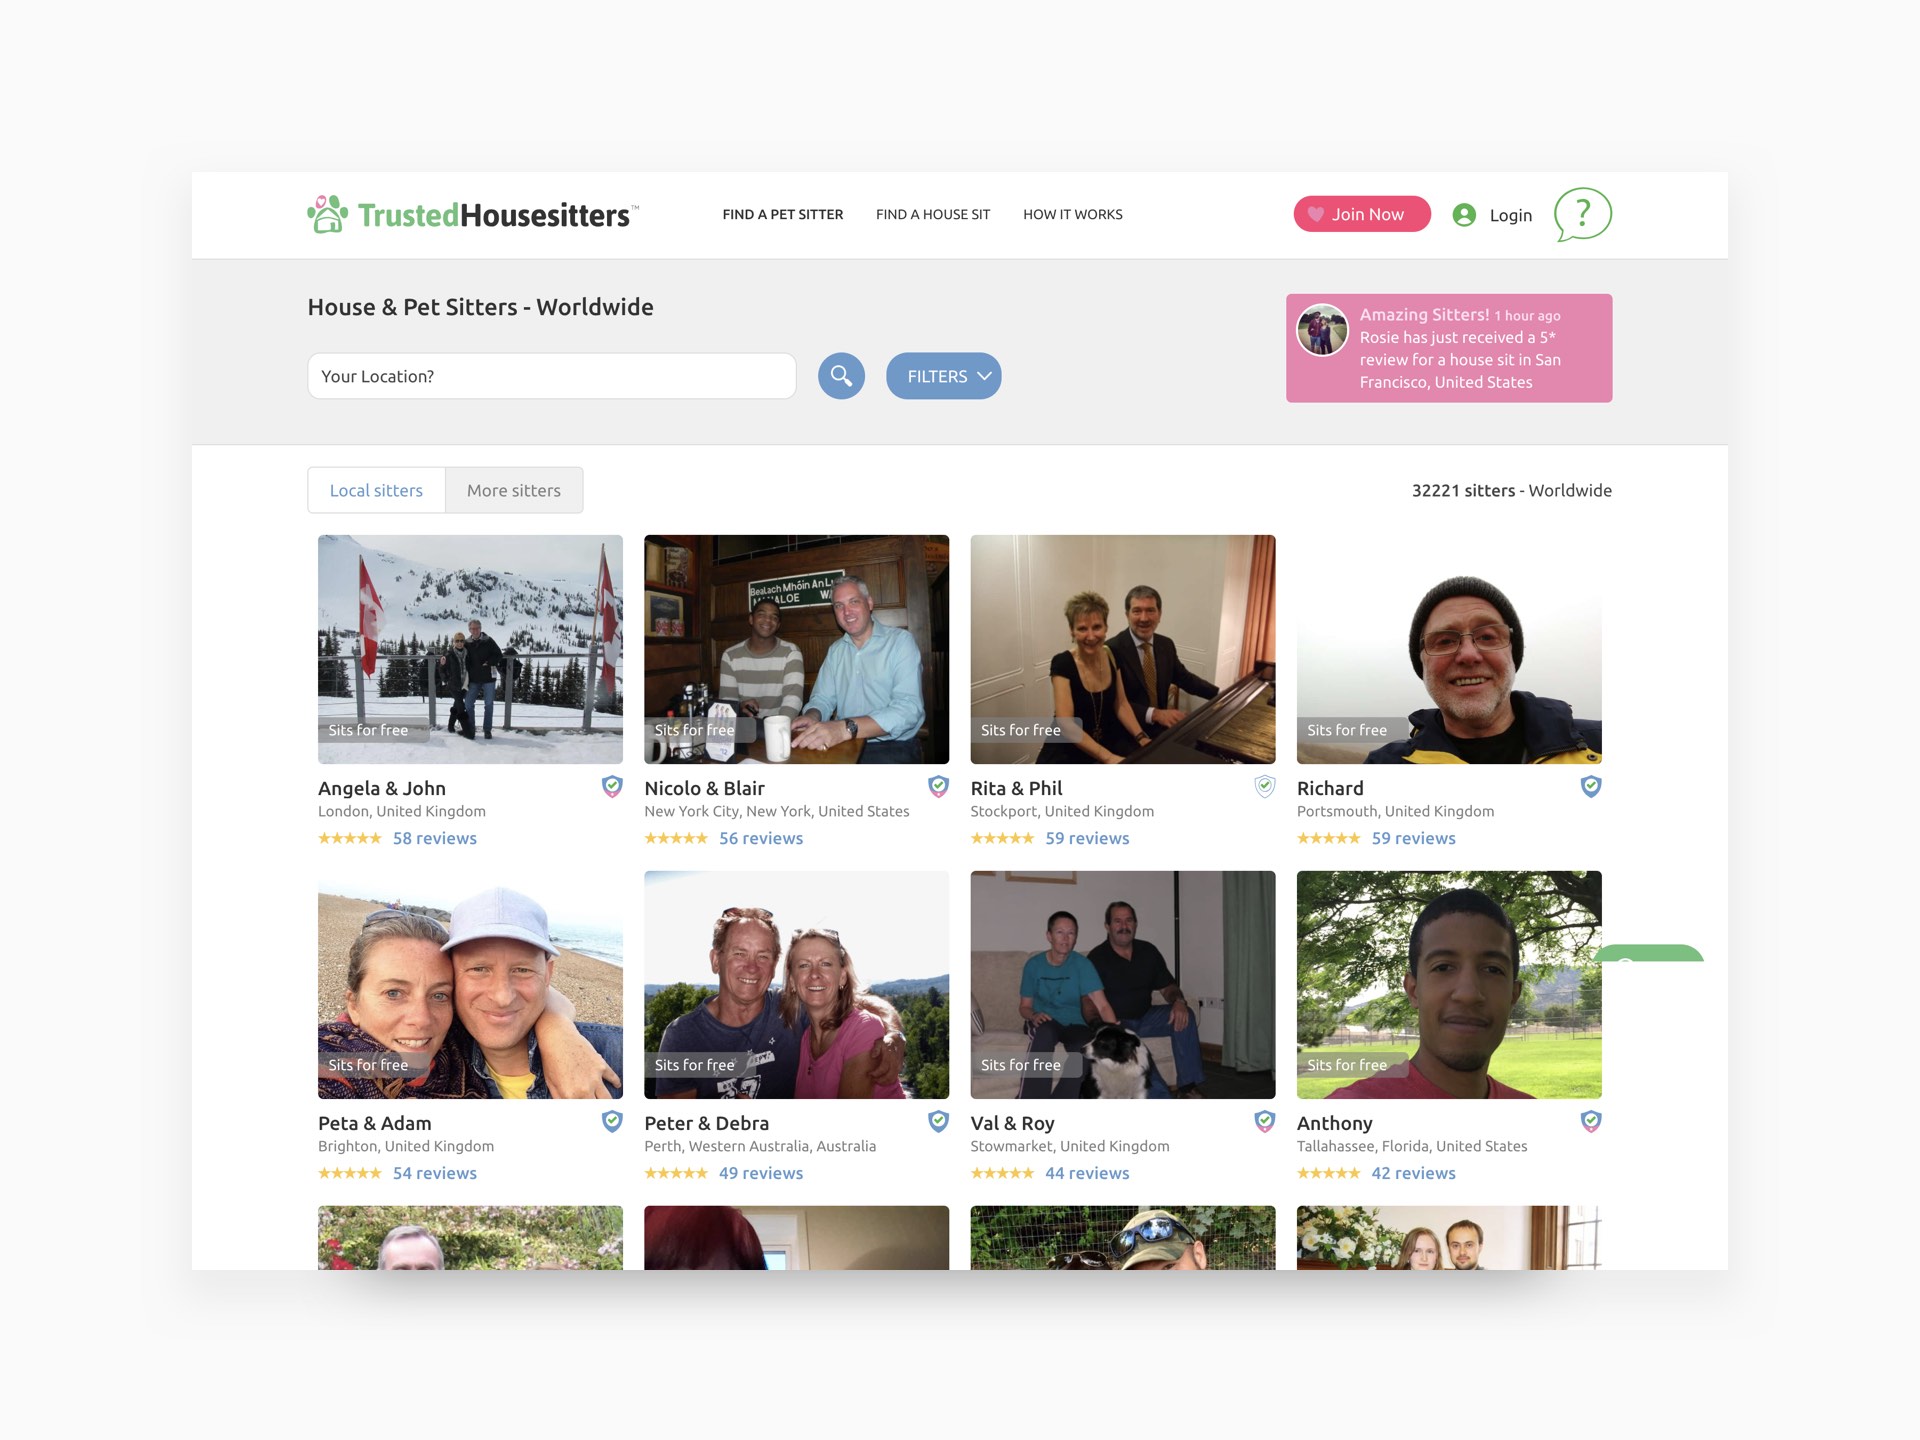 TrustedHousesitters™
FIND A PET SITTER
FIND A HOUSE SIT
HOW IT WORKS
Join Now
Login
?
House & Pet Sitters - Worldwide
Your Location?
FILTERS
Amazing Sitters! 1 hour ago
Rosie has just received a 5*
review for a house sit in San
Francisco, United States
Local sitters
More sitters
32221 sitters - Worldwide
Sits for free
Bealach Mhóin An
Sits for free
Sits for free
Sits for free
Angela & John
London, United Kingdom
58 reviews
Nicolo & Blair
New York City, New York, United States
56 reviews
Rita & Phil
Stockport, United Kingdom
59 reviews
Richard
Portsmouth, United Kingdom
59 reviews
Sits for free
Sits for free
Sits for free
Sits for free
Peta & Adam
Brighton, United Kingdom
54 reviews
Peter & Debra
Perth, Western Australia, Australia
49 reviews
Val & Roy
Stowmarket, United Kingdom
44 reviews
Anthony
Tallahassee, Florida, United States
42 reviews